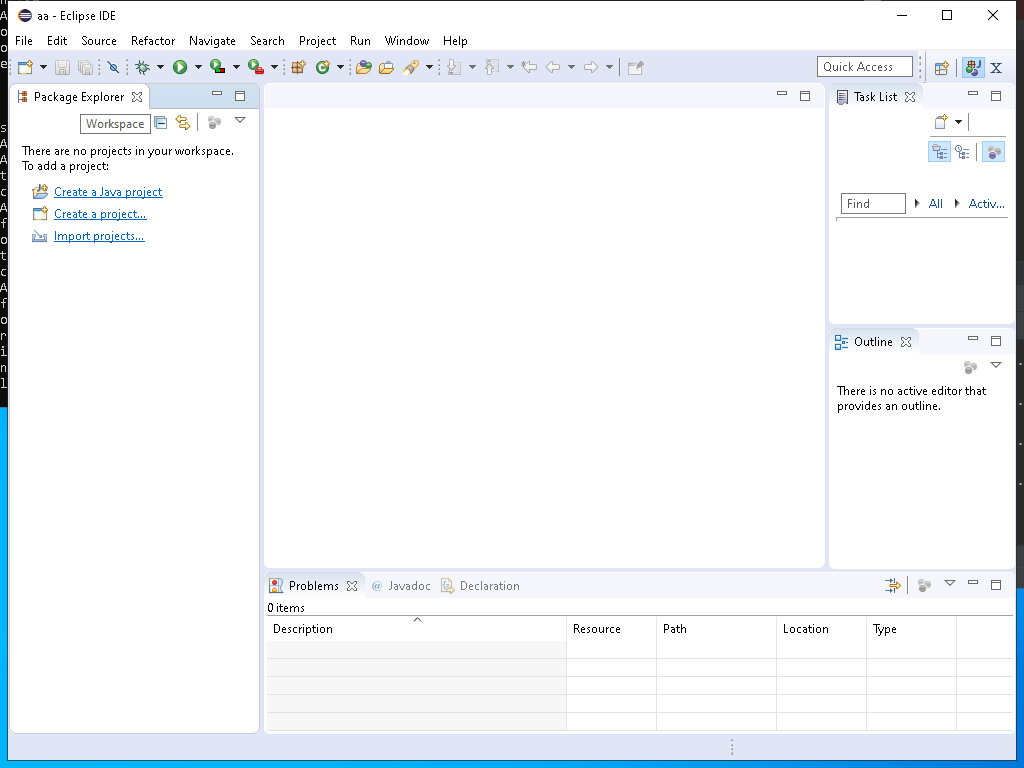 aa - Eclipse IDE
File Edit Source Refactor Navigate Search Project Run Window Help
Quick Access
Package Explorer
Workspace
There are no projects in your workspace.
To add a project:
Create a Java project
Create a project...
Import projects...
Task List
Find All Activ...
Outline
There is no active editor that
provides an outline.
Problems @ Javadoc Declaration
0 items
Description Resource Path Location Type